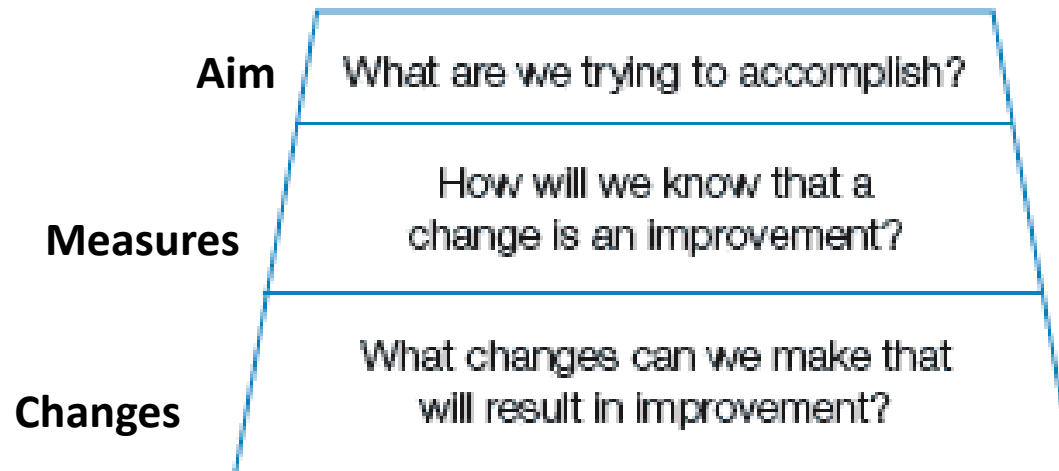 Aim
What are we trying to accomplish?
How will we know that a
change is an improvement?
Measures
What changes can we make that
will result in improvement?
Changes